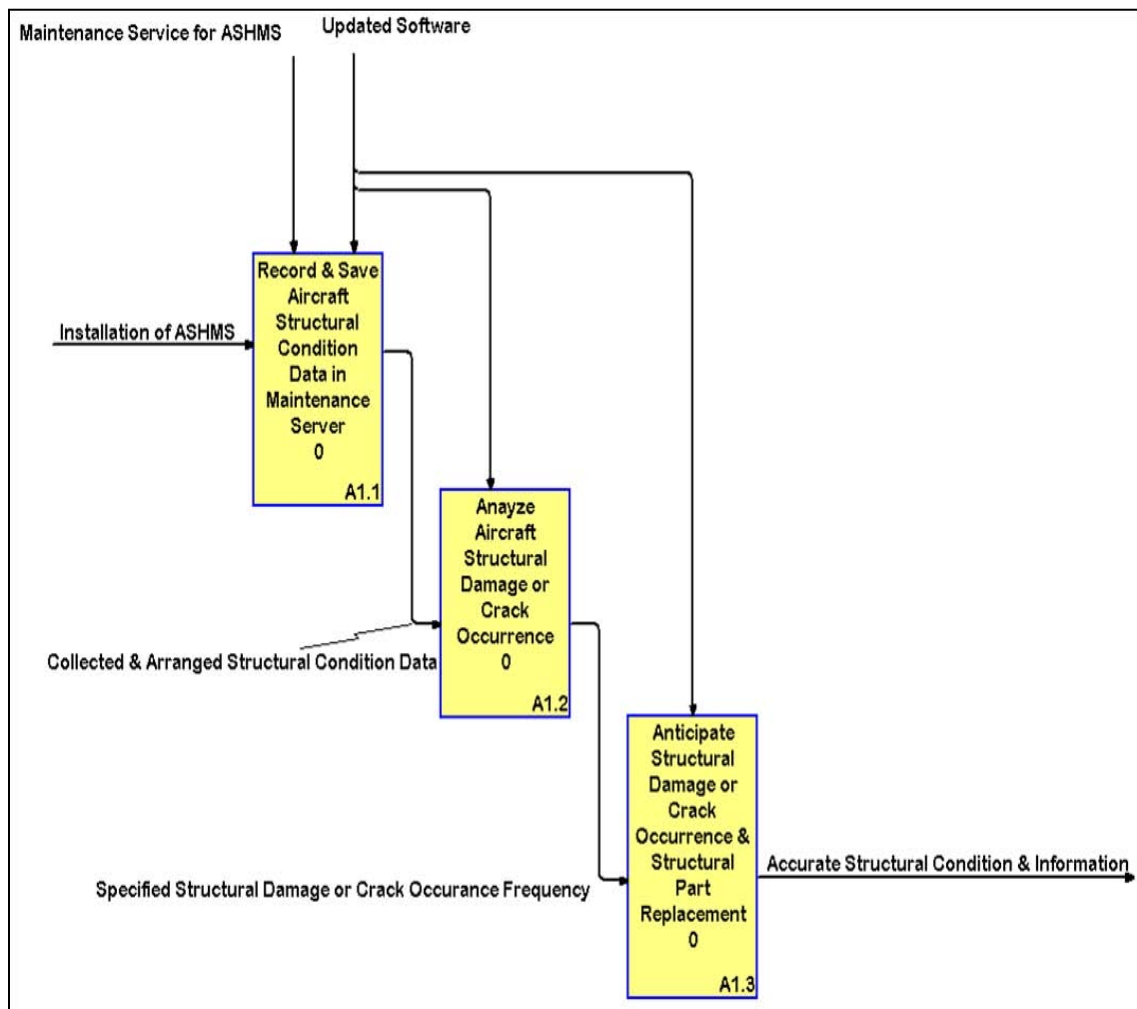 Maintenance Service for ASHMS
Updated Software
Record & Save
Aircraft
Structural
Condition
Data in
Maintenance
Server
0
A1.1
Installation of ASHMS
Anayze
Aircraft
Structural
Damage or
Crack
Occurrence
0
A1.2
Collected & Arranged Structural Condition Data
Anticipate
Structural
Damage or
Crack
Occurrence &
Structural
Part
Replacement
0
A1.3
Specified Structural Damage or Crack Occurance Frequency
Accurate Structural Condition & Information